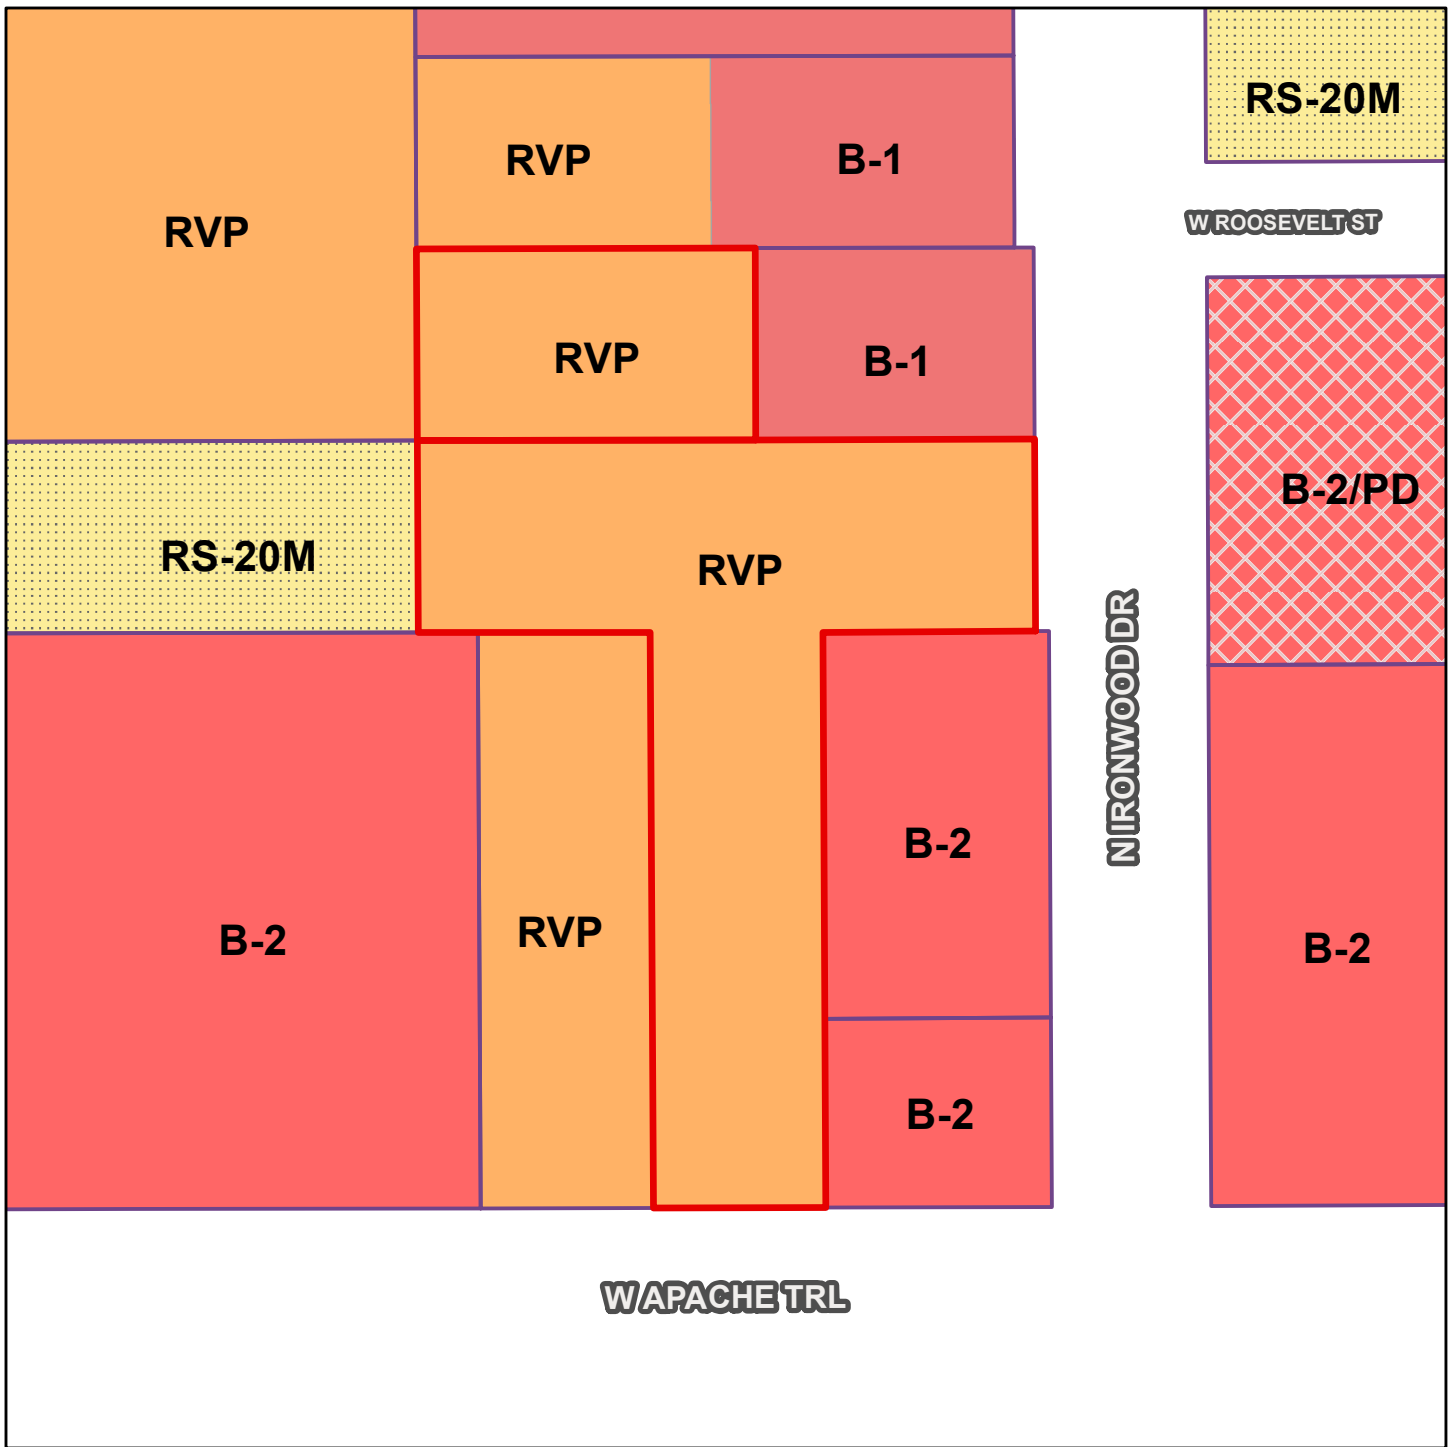 RS-20M
RVP
B-1
RVP
W ROOSEVELT ST
RVP
B-1
B-2/PD
RS-20M
RVP
N IRONWOOD DR
B-2
RVP
B-2
B-2
B-2
W APACHE TRL